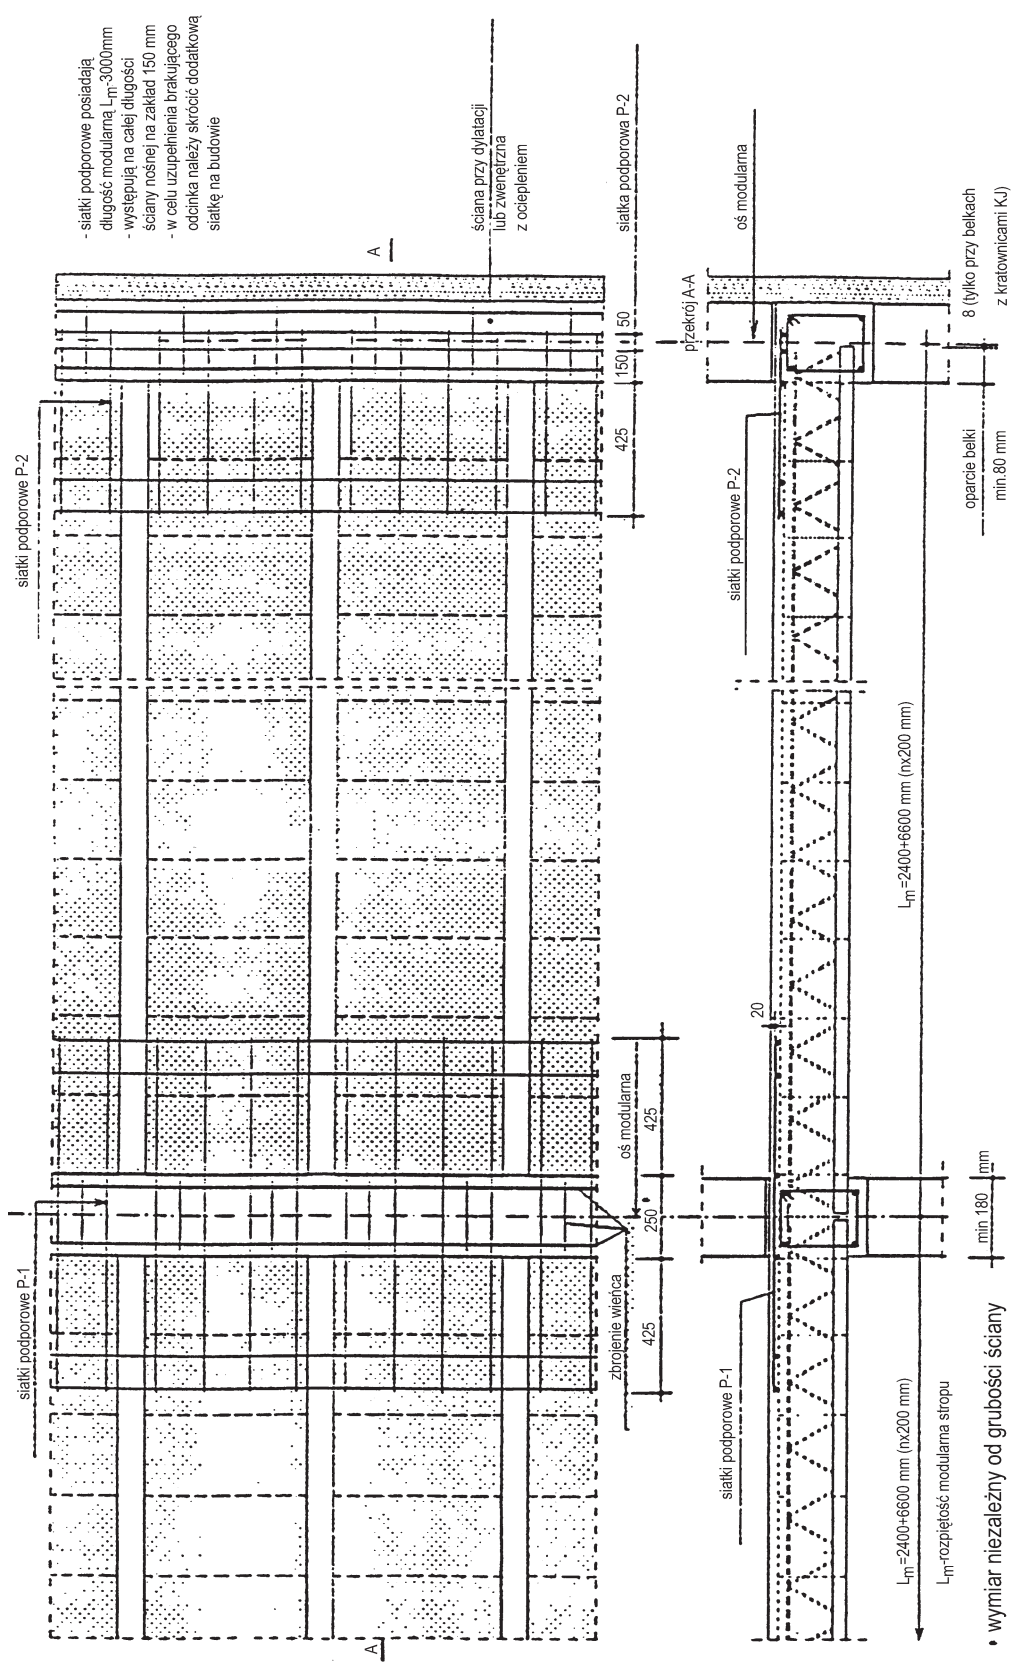 - siatki podporowe posiadają
długość modularną Lm-3000mm
- występują na całej długości
ściany nośnej na zakład 150 mm
- w celu uzupełnienia brakującego
odcinka należy skrócić dodatkową
siatkę na budowie
A
ściana przy dylatacji
lub zwenętrzna
z ociepleniem
siatki podporowe P-2
siatki podporowe P-1
siatka podporowa P-2
50
150
425
oś modularna
425
250 •
zbrojenie wieńca
425
A
przekrój A-A
oś modularna
8 (tylko przy belkach
z kratownicami KJ)
oparcie belki
min.80 mm
siatki podporowe P-2
20
Lm=2400+6600 mm (nx200 mm)
min 180 mm
siatki podporowe P-1
Lm=2400+6600 mm (nx200 mm)
Lm-rozpiętość modularna stropu
• wymiar niezależny od grubości ściany